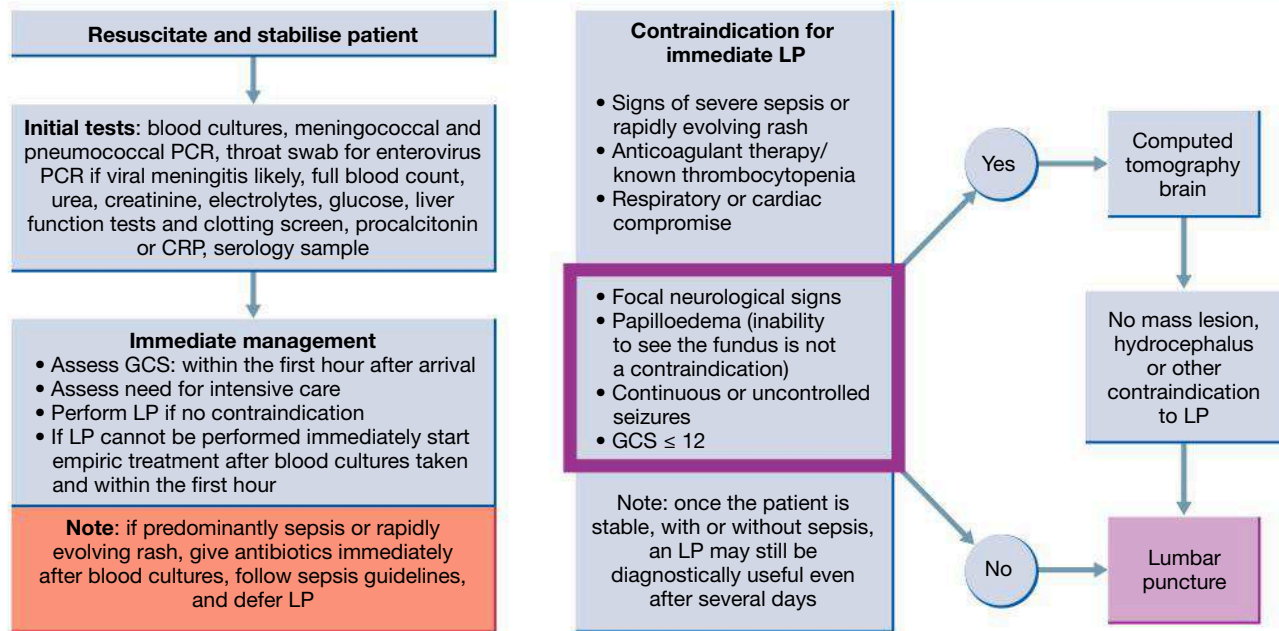 Resuscitate and stabilise patient
Initial tests: blood cultures, meningococcal and
pneumococcal PCR, throat swab for enterovirus
PCR if viral meningitis likely, full blood count,
urea, creatinine, electrolytes, glucose, liver
function tests and clotting screen, procalcitonin
or CRP, serology sample
Immediate management
• Assess GCS: within the first hour after arrival
• Assess need for intensive care
• Perform LP if no contraindication
• If LP cannot be performed immediately start
empiric treatment after blood cultures taken
and within the first hour
Note: if predominantly sepsis or rapidly
evolving rash, give antibiotics immediately
after blood cultures, follow sepsis guidelines,
and defer LP
Contraindication for
immediate LP
• Signs of severe sepsis or
rapidly evolving rash
• Anticoagulant therapy/
known thrombocytopenia
• Respiratory or cardiac
compromise
• Focal neurological signs
• Papilloedema (inability
to see the fundus is not
a contraindication)
• Continuous or uncontrolled
seizures
• GCS ≤ 12
Note: once the patient is
stable, with or without sepsis,
an LP may still be
diagnostically useful even
after several days
Yes
Computed
tomography
brain
No mass lesion,
hydrocephalus
or other
contraindication
to LP
No
Lumbar
puncture